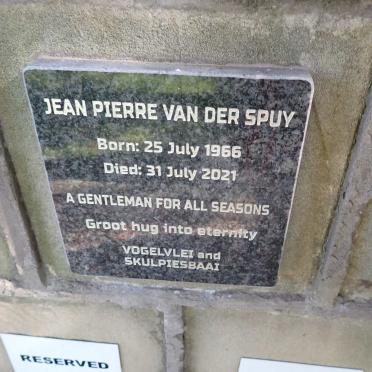 JEAN PIERRE VAN DER SPUY
Born: 25 July 1966
Died: 31 July 2021
A GENTLEMAN FOR ALL SEASONS
Groot hug into eternity
VOGELVLEI and
SKULPIESBAAI
RESERVED